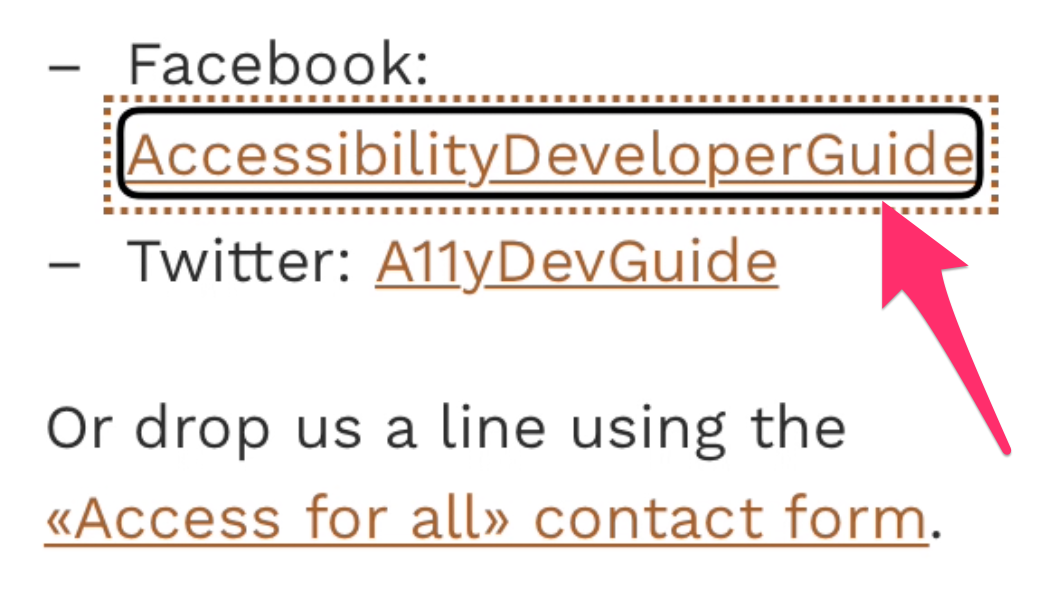 – Facebook:
AccessibilityDeveloperGuide
– Twitter: A11yDevGuide
Or drop us a line using the
«Access for all» contact form.